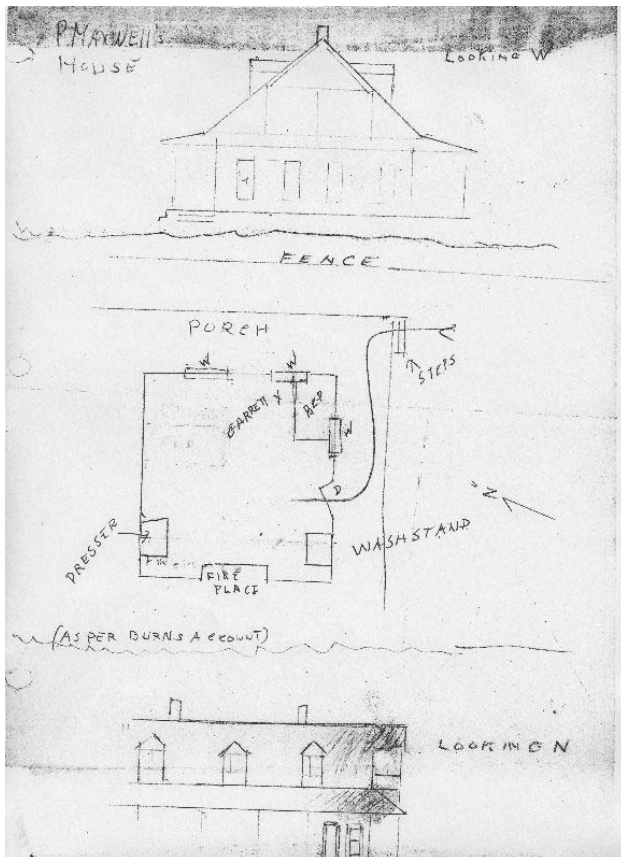 P. MAXWELL's
HOUSE
LOOKING W
FENCE
PORCH
W
W
STEPS
GARRETT X
BED
W
D
N
DRESSER
WASHSTAND
FIRE
PLACE
(AS PER BURNS ACCOUNT)
LOOKING N